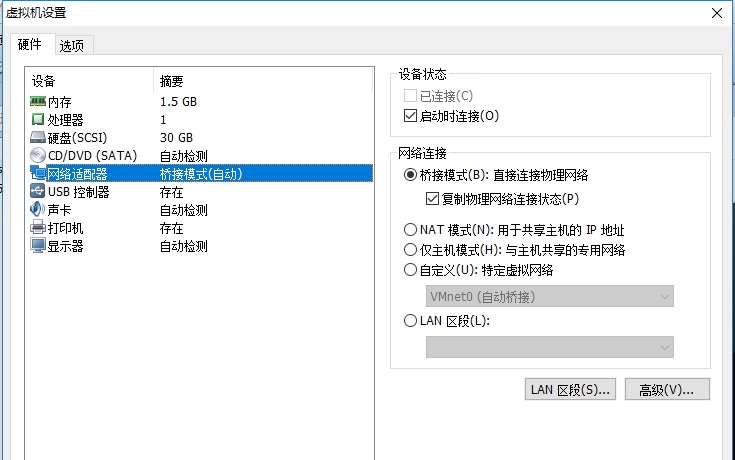 虚拟机设置
硬件 选项
设备 摘要
内存 1.5 GB
处理器 1
硬盘(SCSI) 30 GB
CD/DVD (SATA) 自动检测
网络适配器 桥接模式(自动)
USB 控制器 存在
声卡 自动检测
打印机 存在
显示器 自动检测
设备状态
已连接(C)
启动时连接(O)
网络连接
桥接模式(B): 直接连接物理网络
复制物理网络连接状态(P)
NAT 模式(N): 用于共享主机的 IP 地址
仅主机模式(H): 与主机共享的专用网络
自定义(U): 特定虚拟网络
VMnet0 (自动桥接)
LAN 区段(L):
LAN 区段(S)... 高级(V)...